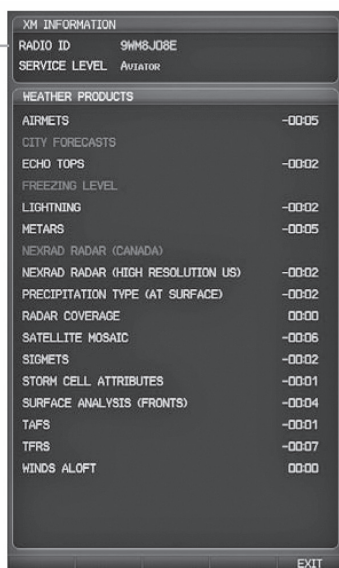 XM INFORMATION
RADIO ID 9WM8J08E
SERVICE LEVEL AVIATOR
WEATHER PRODUCTS
AIRMETS -00:05
CITY FORECASTS
ECHO TOPS -00:02
FREEZING LEVEL
LIGHTNING -00:02
METARS -00:05
NEXRAD RADAR (CANADA)
NEXRAD RADAR (HIGH RESOLUTION US) -00:02
PRECIPITATION TYPE (AT SURFACE) -00:02
RADAR COVERAGE 00:00
SATELLITE MOSAIC -00:06
SIGMETS -00:02
STORM CELL ATTRIBUTES -00:01
SURFACE ANALYSIS (FRONTS) -00:04
TAFS -00:01
TFRS -00:07
WINDS ALOFT 00:00
EXIT